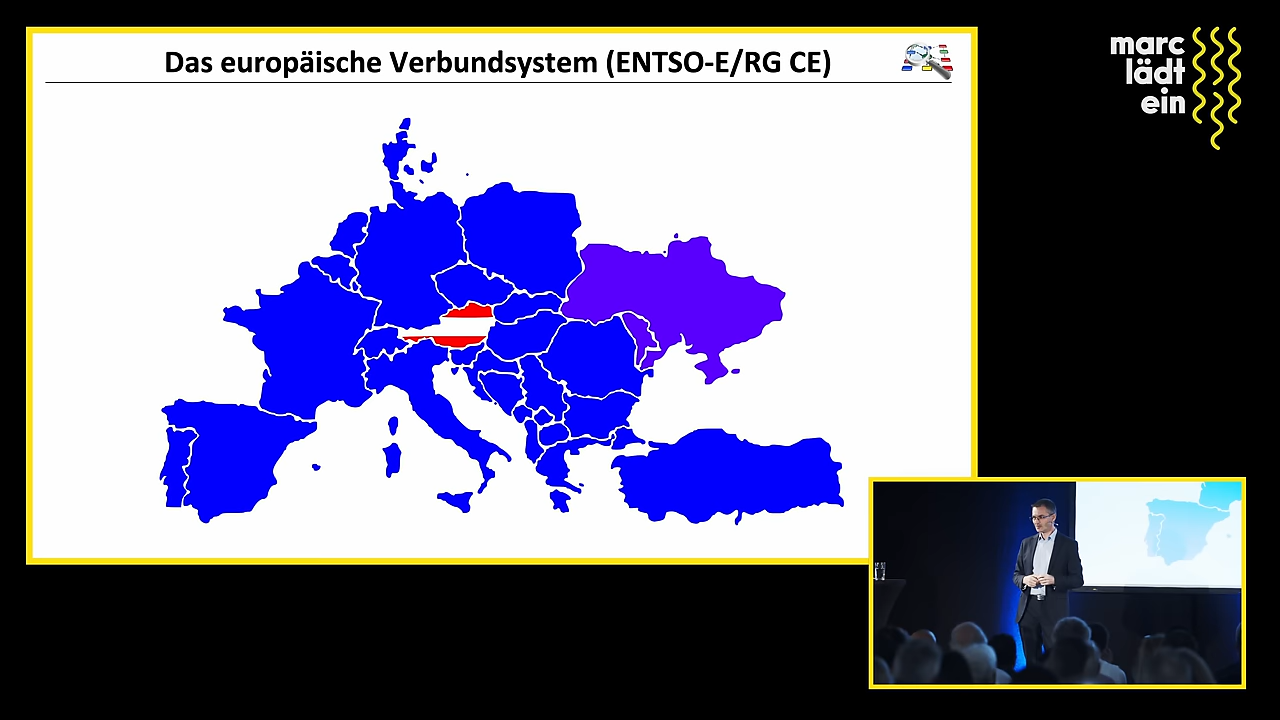 Das europäische Verbundsystem (ENTSO-E/RG CE)
marc
lädt
ein